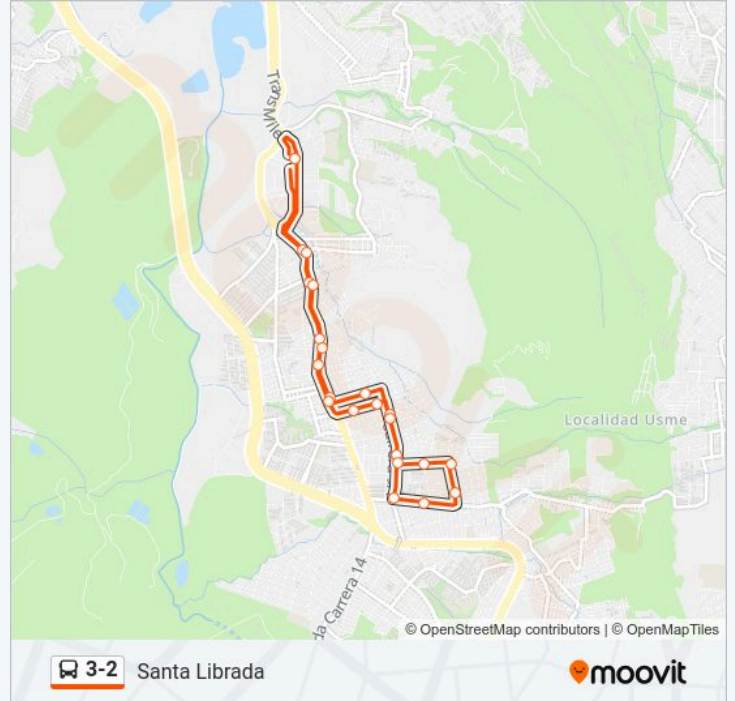 TransMile
Localidad Usme
da Carrera 14
© OpenStreetMap contributors | © OpenMapTiles
3-2 Santa Librada
moovit